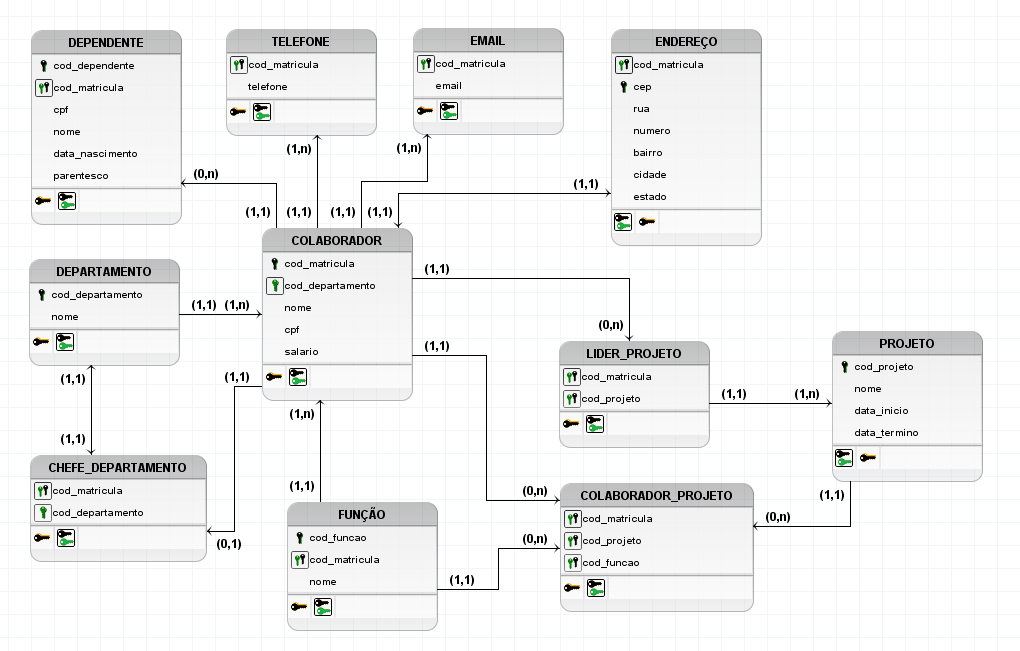 DEPENDENTE
cod_dependente
cod_matricula
cpf
nome
data_nascimento
parentesco
TELEFONE
cod_matricula
telefone
EMAIL
cod_matricula
email
ENDEREÇO
cod_matricula
cep
rua
numero
bairro
cidade
estado
(1,n)
(1,n)
(0,n)
(1,1)
(1,1)
(1,1)
(1,1)
(1,1)
COLABORADOR
cod_matricula
cod_departamento
nome
cpf
salario
DEPARTAMENTO
cod_departamento
nome
(1,1)
(1,n)
(1,1)
(0,n)
(1,1)
(1,1)
(1,1)
(1,n)
(1,1)
LIDER_PROJETO
cod_matricula
cod_projeto
(1,1)
(1,n)
PROJETO
cod_projeto
nome
data_inicio
data_termino
CHEFE_DEPARTAMENTO
cod_matricula
cod_departamento
(0,1)
(1,1)
FUNÇÃO
cod_funcao
cod_matricula
nome
(1,1)
(0,n)
(0,n)
COLABORADOR_PROJETO
cod_matricula
cod_projeto
cod_funcao
(1,1)
(0,n)